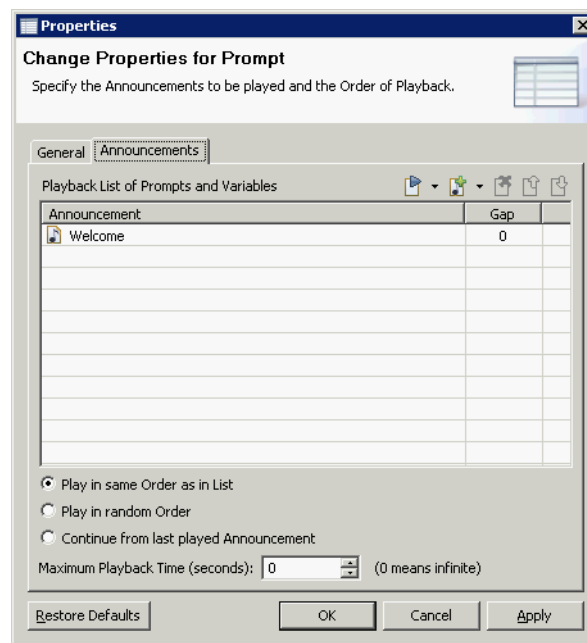 Properties
Change Properties for Prompt
Specify the Announcements to be played and the Order of Playback.
General Announcements
Playback List of Prompts and Variables
Announcement Gap
Welcome 0
Play in same Order as in List
Play in random Order
Continue from last played Announcement
Maximum Playback Time (seconds): 0 (0 means infinite)
Restore Defaults OK Cancel Apply